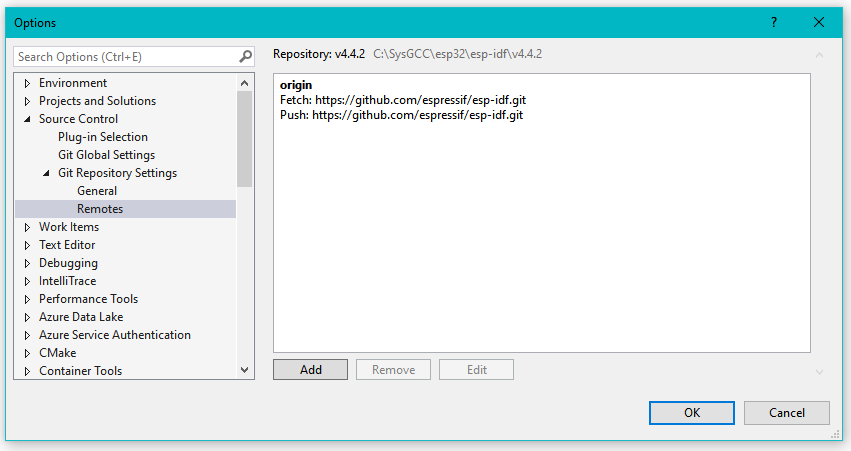 Options
?
Search Options (Ctrl+E)
Environment
Projects and Solutions
Source Control
Plug-in Selection
Git Global Settings
Git Repository Settings
General
Remotes
Work Items
Text Editor
Debugging
IntelliTrace
Performance Tools
Azure Data Lake
Azure Service Authentication
CMake
Container Tools
Repository: v4.4.2 C:\SysGCC\esp32\esp-idf\v4.4.2
origin
Fetch: https://github.com/espressif/esp-idf.git
Push: https://github.com/espressif/esp-idf.git
Add Remove Edit
OK Cancel